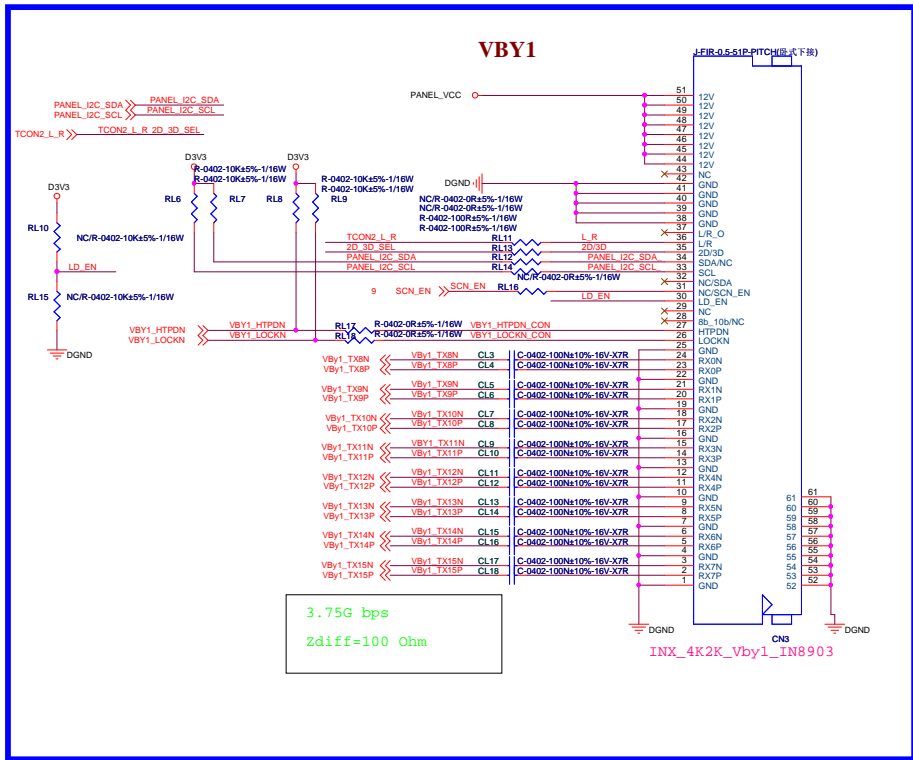 VBY1
J-FIR-0.5-51P-PITCH(卧式下接)
PANEL_VCC
PANEL_I2C_SDA PANEL_I2C_SDA
PANEL_I2C_SCL PANEL_I2C_SCL
TCON2_L_R TCON2_L_R 2D_3D_SEL
D3V3 D3V3
R-0402-10K±5%-1/16W
R-0402-10K±5%-1/16W
R-0402-10K±5%-1/16W
R-0402-10K±5%-1/16W
RL6 RL7 RL8 RL9
D3V3
RL10
NC/R-0402-10K±5%-1/16W
LD_EN
RL15
NC/R-0402-10K±5%-1/16W
DGND
DGND
NC/R-0402-0R±5%-1/16W
NC/R-0402-0R±5%-1/16W
R-0402-100R±5%-1/16W
R-0402-100R±5%-1/16W
TCON2_L_R RL11 L_R
2D_3D_SEL RL13 2D/3D
PANEL_I2C_SDA RL12 PANEL_I2C_SDA
PANEL_I2C_SCL RL14 PANEL_I2C_SCL
NC/R-0402-0R±5%-1/16W
9 SCN_EN SCN_EN RL16
LD_EN
VBY1_HTPDN RL17 R-0402-0R±5%-1/16W VBY1_HTPDN_CON
VBY1_LOCKN RL18 R-0402-0R±5%-1/16W VBY1_LOCKN_CON
VBy1_TX8N VBy1_TX8N CL3 C-0402-100N±10%-16V-X7R
VBy1_TX8P VBy1_TX8P CL4 C-0402-100N±10%-16V-X7R
VBy1_TX9N VBy1_TX9N CL5 C-0402-100N±10%-16V-X7R
VBy1_TX9P VBy1_TX9P CL6 C-0402-100N±10%-16V-X7R
VBy1_TX10N VBy1_TX10N CL7 C-0402-100N±10%-16V-X7R
VBy1_TX10P VBy1_TX10P CL8 C-0402-100N±10%-16V-X7R
VBy1_TX11N VBY1_TX11N CL9 C-0402-100N±10%-16V-X7R
VBy1_TX11P VBy1_TX11P CL10 C-0402-100N±10%-16V-X7R
VBy1_TX12N VBy1_TX12N CL11 C-0402-100N±10%-16V-X7R
VBy1_TX12P VBy1_TX12P CL12 C-0402-100N±10%-16V-X7R
VBy1_TX13N VBy1_TX13N CL13 C-0402-100N±10%-16V-X7R
VBy1_TX13P VBy1_TX13P CL14 C-0402-100N±10%-16V-X7R
VBy1_TX14N VBy1_TX14N CL15 C-0402-100N±10%-16V-X7R
VBy1_TX14P VBy1_TX14P CL16 C-0402-100N±10%-16V-X7R
VBy1_TX15N VBy1_TX15N CL17 C-0402-100N±10%-16V-X7R
VBy1_TX15P VBy1_TX15P CL18 C-0402-100N±10%-16V-X7R
51 12V
50 12V
49 12V
48 12V
47 12V
46 12V
45 12V
44 12V
43 NC
42 GND
41 GND
40 GND
39 GND
38 GND
37 L/R_O
36 L/R
35 2D/3D
34 SDA/NC
33 SCL
32 NC/SDA
31 NC/SCN_EN
30 LD_EN
29 NC
28 8b_10b/NC
27 HTPDN
26 LOCKN
25 GND
24 RX0N
23 RX0P
22 GND
21 RX1N
20 RX1P
19 GND
18 RX2N
17 RX2P
16 GND
15 RX3N
14 RX3P
13 GND
12 RX4N
11 RX4P
10 GND
9 RX5N
8 RX5P
7 GND
6 RX6N
5 RX6P
4 GND
3 RX7N
2 RX7P
1 GND
61 61
60 60
59 59
58 58
57 57
56 56
55 55
54 54
53 53
52 52
DGND
DGND
CN3
INX_4K2K_Vby1_IN8903
3.75G bps
Zdiff=100 Ohm